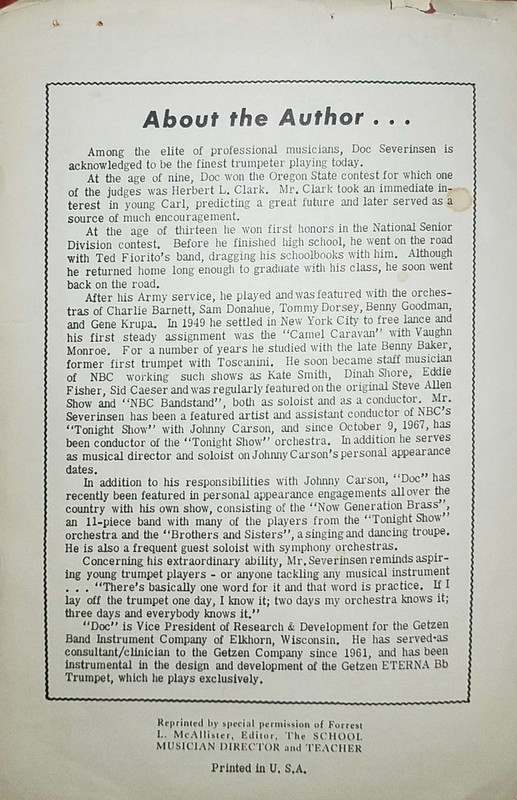 About the Author . . .
Among the elite of professional musicians, Doc Severinsen is
acknowledged to be the finest trumpeter playing today.
At the age of nine, Doc won the Oregon State contest for which one
of the judges was Herbert L. Clark. Mr. Clark took an immediate in-
terest in young Carl, predicting a great future and later served as a
source of much encouragement.
At the age of thirteen he won first honors in the National Senior
Division contest. Before he finished high school, he went on the road
with Ted Fiorito's band, dragging his schoolbooks with him. Although
he returned home long enough to graduate with his class, he soon went
back on the road.
After his Army service, he played and was featured with the orches-
tras of Charlie Barnett, Sam Donahue, Tommy Dorsey, Benny Goodman,
and Gene Krupa. In 1949 he settled in New York City to free lance and
his first steady assignment was the "Camel Caravan" with Vaughn
Monroe. For a number of years he studied with the late Benny Baker,
former first trumpet with Toscanini. He soon became staff musician
of NBC working such shows as Kate Smith, Dinah Shore, Eddie
Fisher, Sid Caeser and was regularly featured on the original Steve Allen
Show and "NBC Bandstand", both as soloist and as a conductor. Mr.
Severinsen has been a featured artist and assistant conductor of NBC's
"Tonight Show" with Johnny Carson, and since October 9, 1967, has
been conductor of the "Tonight Show" orchestra. In addition he serves
as musical director and soloist on Johnny Carson's personal appearance
dates.
In addition to his responsibilities with Johnny Carson, "Doc" has
recently been featured in personal appearance engagements all over the
country with his own show, consisting of the "Now Generation Brass",
an 11-piece band with many of the players from the "Tonight Show"
orchestra and the "Brothers and Sisters", a singing and dancing troupe.
He is also a frequent guest soloist with symphony orchestras.
Concerning his extraordinary ability, Mr. Severinsen reminds aspir-
ing young trumpet players - or anyone tackling any musical instrument
. . . "There's basically one word for it and that word is practice. If I
lay off the trumpet one day, I know it; two days my orchestra knows it;
three days and everybody knows it."
"Doc" is Vice President of Research & Development for the Getzen
Band Instrument Company of Elkhorn, Wisconsin. He has served as
consultant/clinician to the Getzen Company since 1961, and has been
instrumental in the design and development of the Getzen ETERNA Bb
Trumpet, which he plays exclusively.
Reprinted by special permission of Forrest
L. McAllister, Editor, The SCHOOL
MUSICIAN DIRECTOR and TEACHER
Printed in U. S.A.